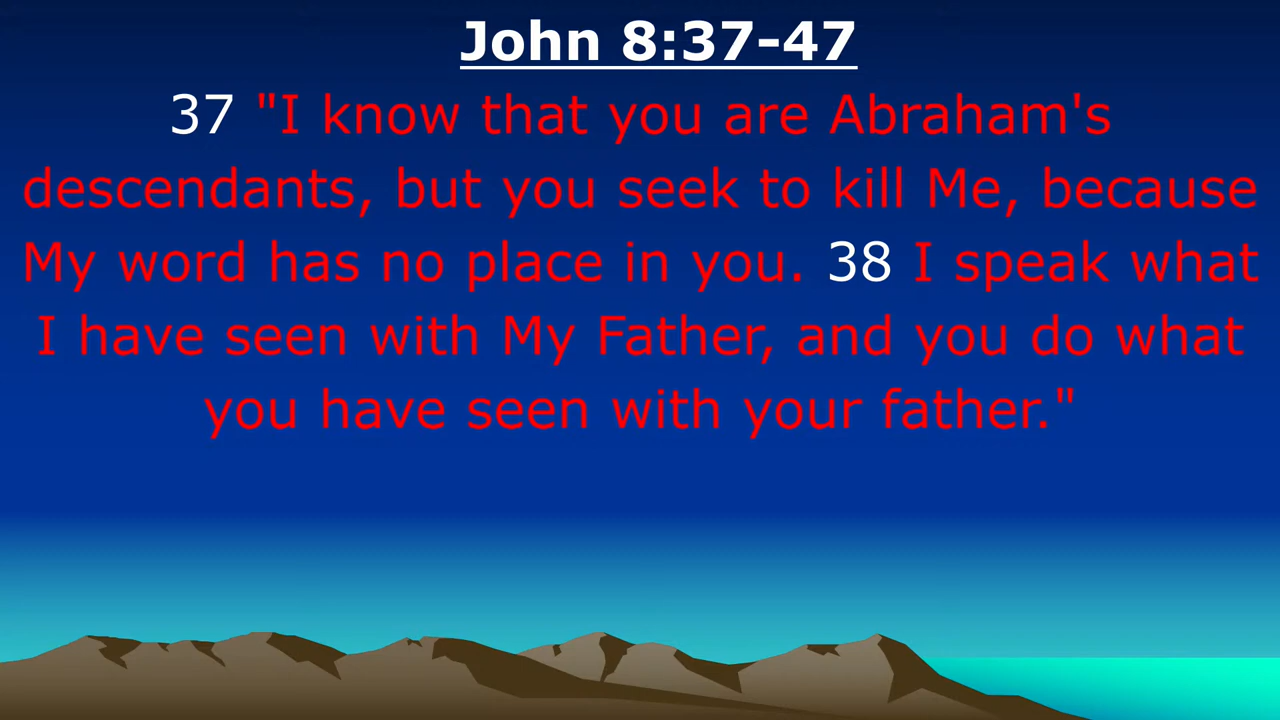 John 8:37-47
37 "I know that you are Abraham's
descendants, but you seek to kill Me, because
My word has no place in you. 38 I speak what
I have seen with My Father, and you do what
you have seen with your father."